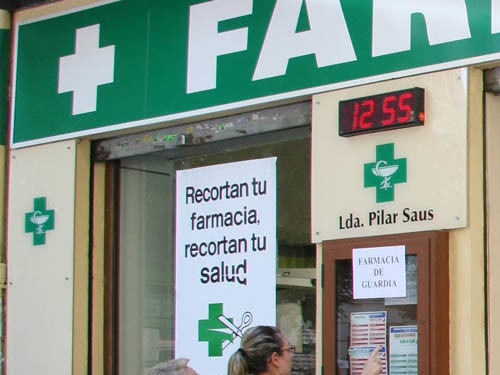 FAR
12 55
Recortan tu
farmacia,
recortan tu
salud
Lda. Pilar Saus
FARMACIA
DE
GUARDIA